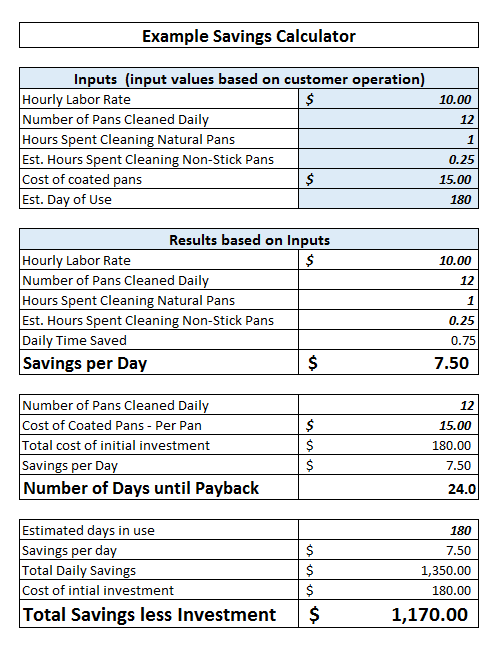 Example Savings Calculator
Inputs  (input values based on customer operation)
Hourly Labor Rate $ 10.00
Number of Pans Cleaned Daily 12
Hours Spent Cleaning Natural Pans 1
Est. Hours Spent Cleaning Non-Stick Pans 0.25
Cost of coated pans $ 15.00
Est. Day of Use 180
Results based on Inputs
Hourly Labor Rate $ 10.00
Number of Pans Cleaned Daily 12
Hours Spent Cleaning Natural Pans 1
Est. Hours Spent Cleaning Non-Stick Pans 0.25
Daily Time Saved 0.75
Savings per Day $ 7.50
Number of Pans Cleaned Daily 12
Cost of Coated Pans - Per Pan $ 15.00
Total cost of initial investment $ 180.00
Savings per Day $ 7.50
Number of Days until Payback 24.0
Estimated days in use 180
Savings per day $ 7.50
Total Daily Savings $ 1,350.00
Cost of intial investment $ 180.00
Total Savings less Investment $ 1,170.00